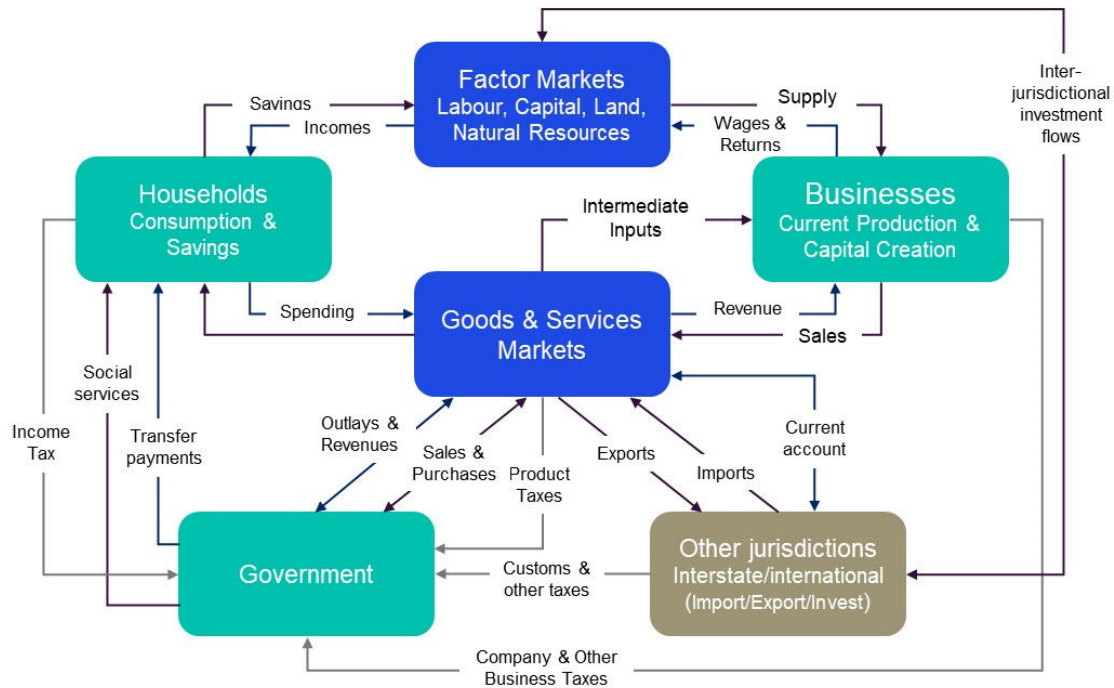 Factor Markets
Labour, Capital, Land,
Natural Resources
Inter-
jurisdictional
investment
flows
Savings
Incomes
Supply
Wages &
Returns
Households
Consumption &
Savings
Businesses
Current Production &
Capital Creation
Intermediate
Inputs
Spending
Goods & Services
Markets
Revenue
Sales
Social
services
Income
Tax
Transfer
payments
Outlays &
Revenues
Sales &
Purchases
Product
Taxes
Exports
Imports
Current
account
Government
Customs &
other taxes
Other jurisdictions
Interstate/international
(Import/Export/Invest)
Company & Other
Business Taxes